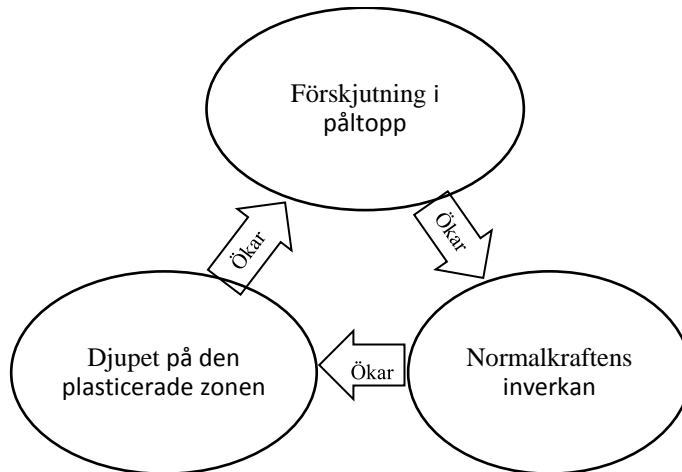 Förskjutning i
påltopp
Ökar
Ökar
Djupet på den
plasticerade zonen
Ökar
Normalkraftens
inverkan